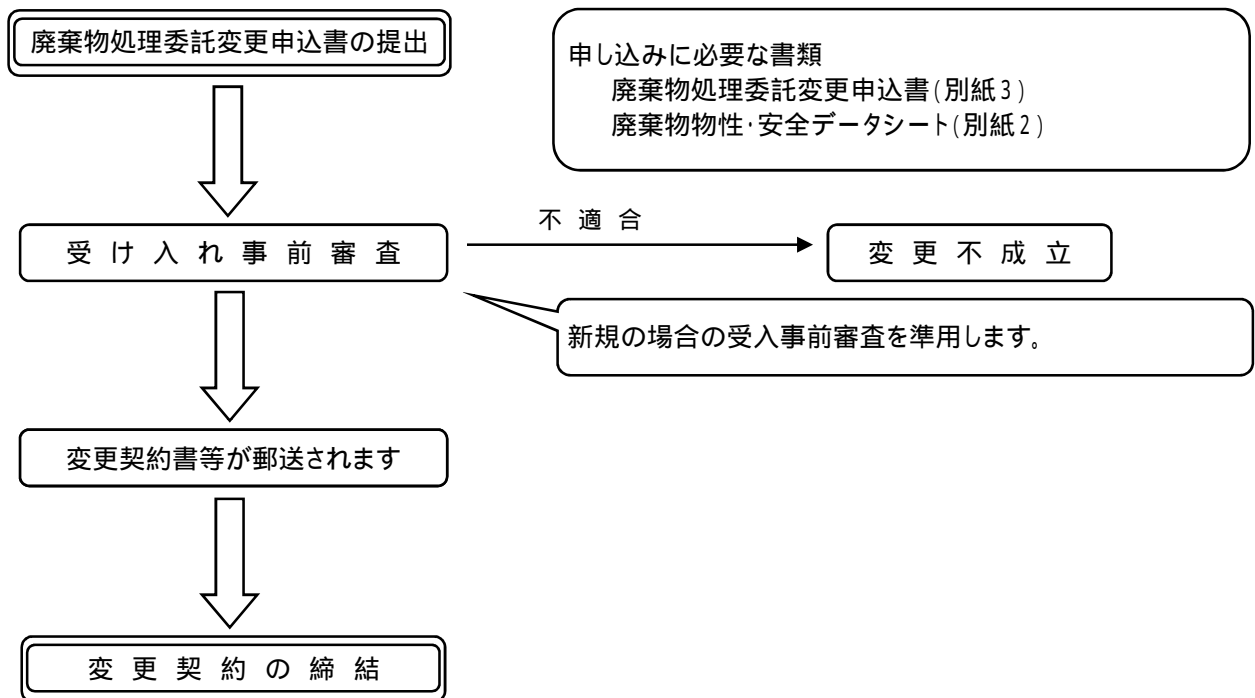 廃棄物処理委託変更申込書の提出
申し込みに必要な書類
廃棄物処理委託変更申込書(別紙3)
廃棄物物性・安全データシート(別紙2)
受け入れ事前審査
不適合
変更不成立
新規の場合の受入事前審査を準用します。
変更契約書等が郵送されます
変更契約の締結